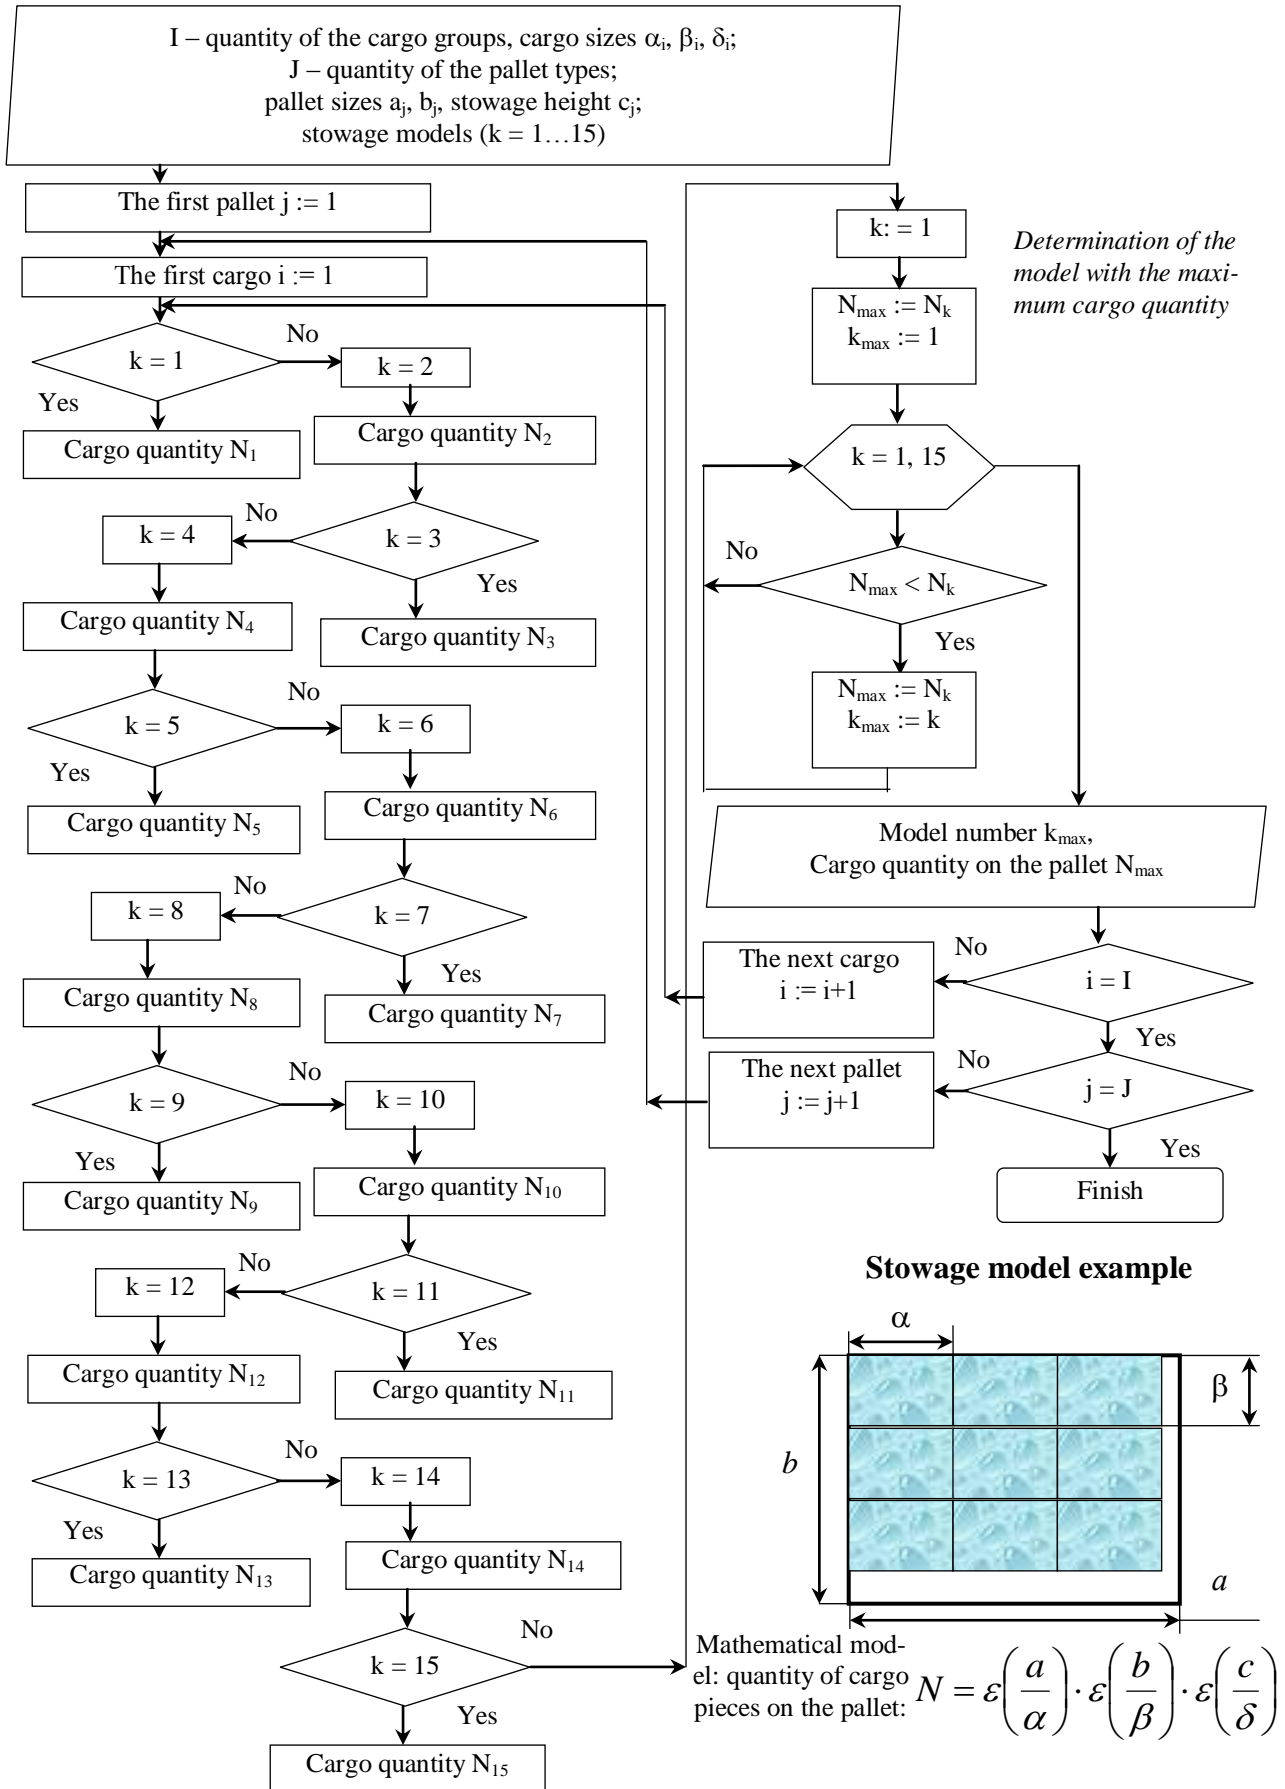 I – quantity of the cargo groups, cargo sizes αᵢ, βᵢ, δᵢ;
J – quantity of the pallet types;
pallet sizes aⱼ, bⱼ, stowage height cⱼ;
stowage models (k = 1…15)
The first pallet j := 1
The first cargo i := 1
k = 1
No
k = 2
Yes
Cargo quantity N₁
Cargo quantity N₂
k = 3
No
k = 4
Yes
Cargo quantity N₃
Cargo quantity N₄
k = 5
No
k = 6
Yes
Cargo quantity N₅
Cargo quantity N₆
k = 7
No
k = 8
Yes
Cargo quantity N₇
Cargo quantity N₈
k = 9
No
k = 10
Yes
Cargo quantity N₉
Cargo quantity N₁₀
k = 11
No
k = 12
Yes
Cargo quantity N₁₁
Cargo quantity N₁₂
k = 13
No
k = 14
Yes
Cargo quantity N₁₃
Cargo quantity N₁₄
k = 15
No
Yes
Cargo quantity N₁₅
k: = 1
Determination of the
model with the maxi-
mum cargo quantity
Nmax := Nk
kmax := 1
k = 1, 15
No
Nmax < Nk
Yes
Nmax := Nk
kmax := k
Model number kmax,
Cargo quantity on the pallet Nmax
i = I
No
The next cargo
i := i+1
Yes
j = J
No
The next pallet
j := j+1
Yes
Finish
Stowage model example
α
β
b
a
Mathematical mod-
el: quantity of cargo
pieces on the pallet:
N = ε(a/α) · ε(b/β) · ε(c/δ)